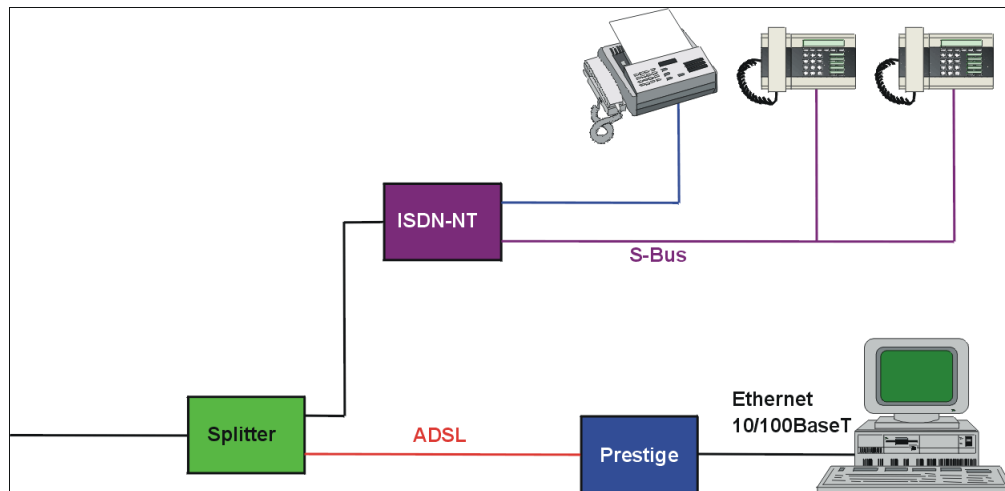 ISDN-NT
S-Bus
Splitter
ADSL
Prestige
Ethernet
10/100BaseT